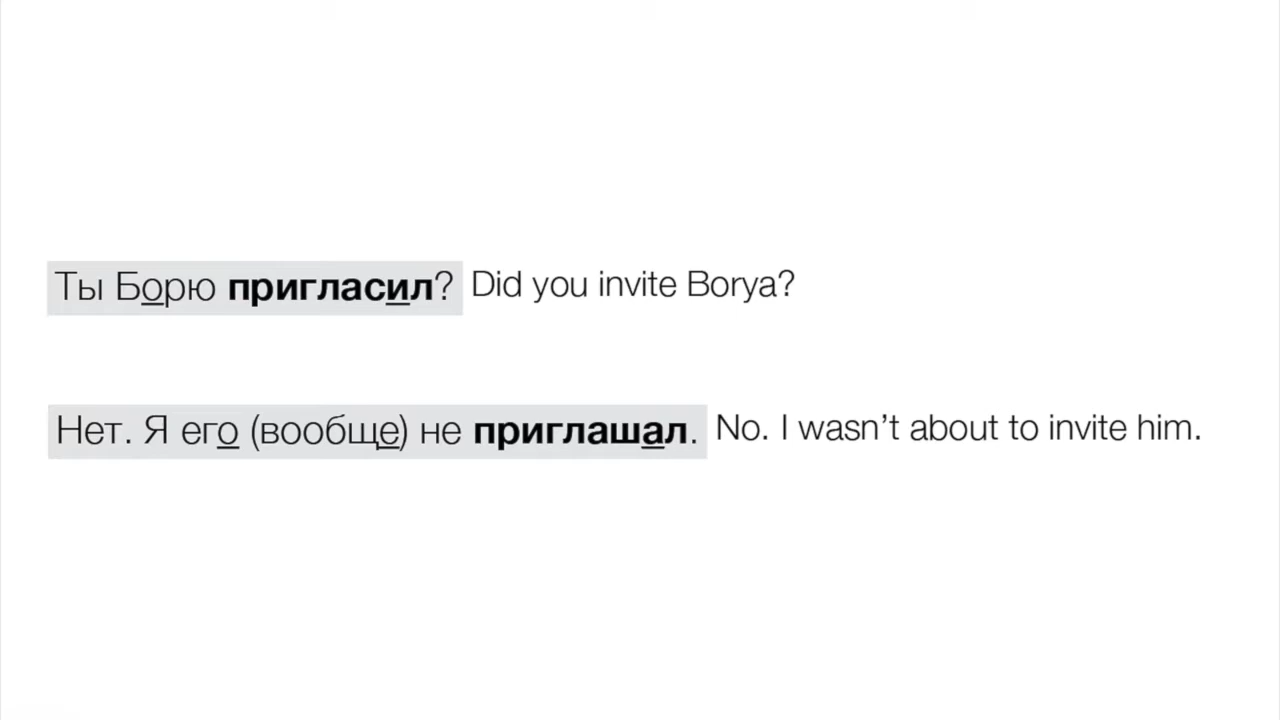 Ты Борю пригласил? Did you invite Borya?
Нет. Я его (вообще) не приглашал. No. I wasn’t about to invite him.